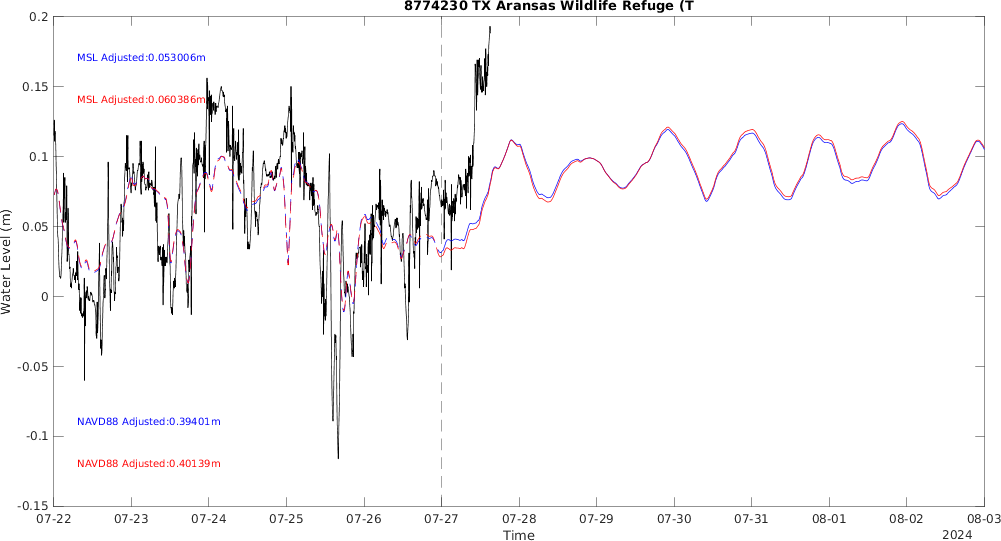 8774230 TX Aransas Wildlife Refuge (T
0.2
MSL Adjusted:0.053006m
0.15
MSL Adjusted:0.060386m
0.1
0.05
0
-0.05
NAVD88 Adjusted:0.39401m
-0.1
NAVD88 Adjusted:0.40139m
-0.15
Water Level (m)
07-22 07-23 07-24 07-25 07-26 07-27 07-28 07-29 07-30 07-31 08-01 08-02 08-03
Time
2024